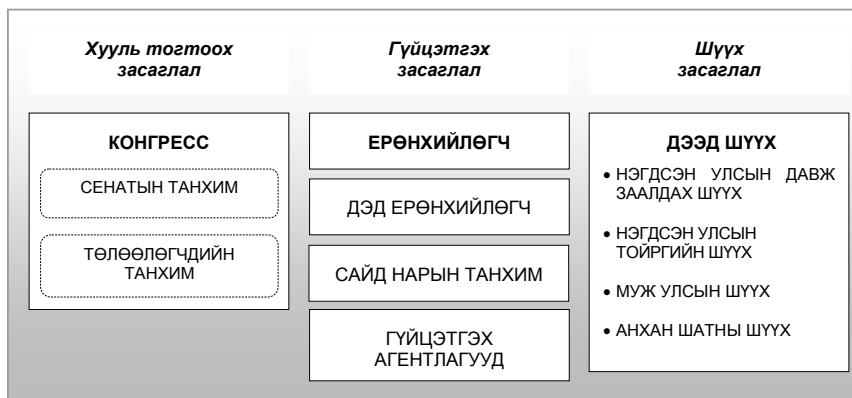 Хууль тогтоох
засаглал
КОНГРЕСС
СЕНАТЫН ТАНХИМ
ТӨЛӨӨЛӨГЧДИЙН
ТАНХИМ
Гүйцэтгэх
засаглал
ЕРӨНХИЙЛӨГЧ
ДЭД ЕРӨНХИЙЛӨГЧ
САЙД НАРЫН ТАНХИМ
ГҮЙЦЭТГЭХ
АГЕНТЛАГУУД
Шүүх
засаглал
ДЭЭД ШҮҮХ
• НЭГДСЭН УЛСЫН ДАВЖ
ЗААЛДАХ ШҮҮХ
• НЭГДСЭН УЛСЫН
ТОЙРГИЙН ШҮҮХ
• МУЖ УЛСЫН ШҮҮХ
• АНХАН ШАТНЫ ШҮҮХ